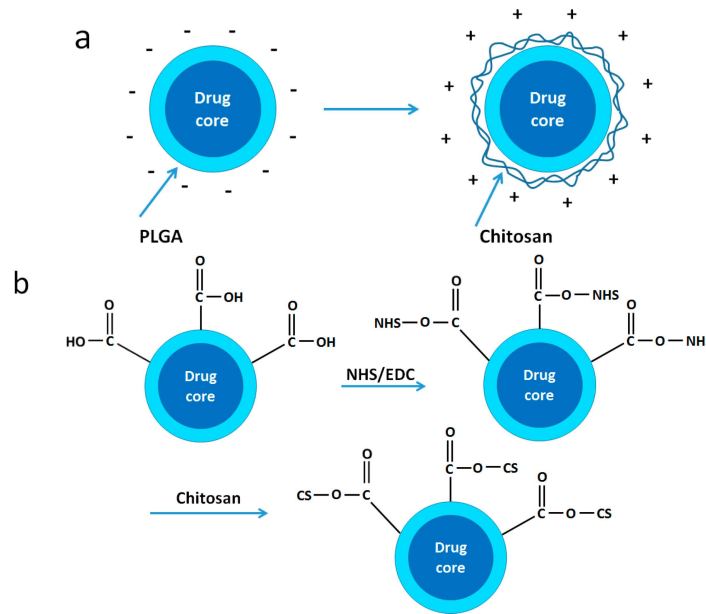 a
- - - - - - - - - - - -
Drug
core
PLGA
+ + + + + + + + + + + +
Drug
core
Chitosan
b
O
C
OH
O
HO
C
O
C
OH
Drug
core
NHS/EDC
O
C
O
NHS
O
NHS
O
C
O
C
O
NH
Drug
core
Chitosan
O
C
O
CS
O
CS
O
C
O
C
O
CS
Drug
core